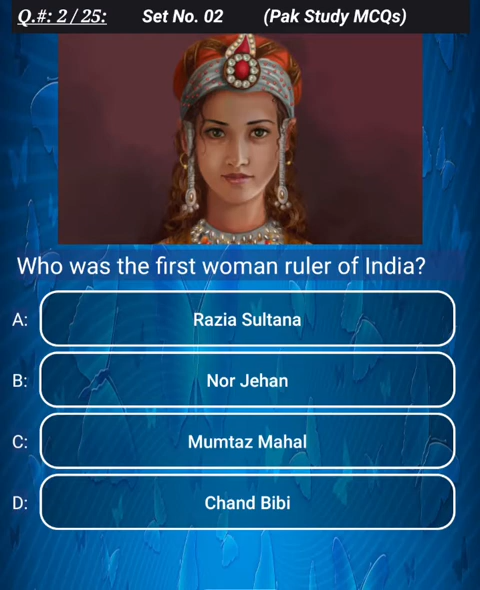 Q.#: 2 / 25: Set No. 02 (Pak Study MCQs)
Who was the first woman ruler of India?
A: Razia Sultana
B: Nor Jehan
C: Mumtaz Mahal
D: Chand Bibi